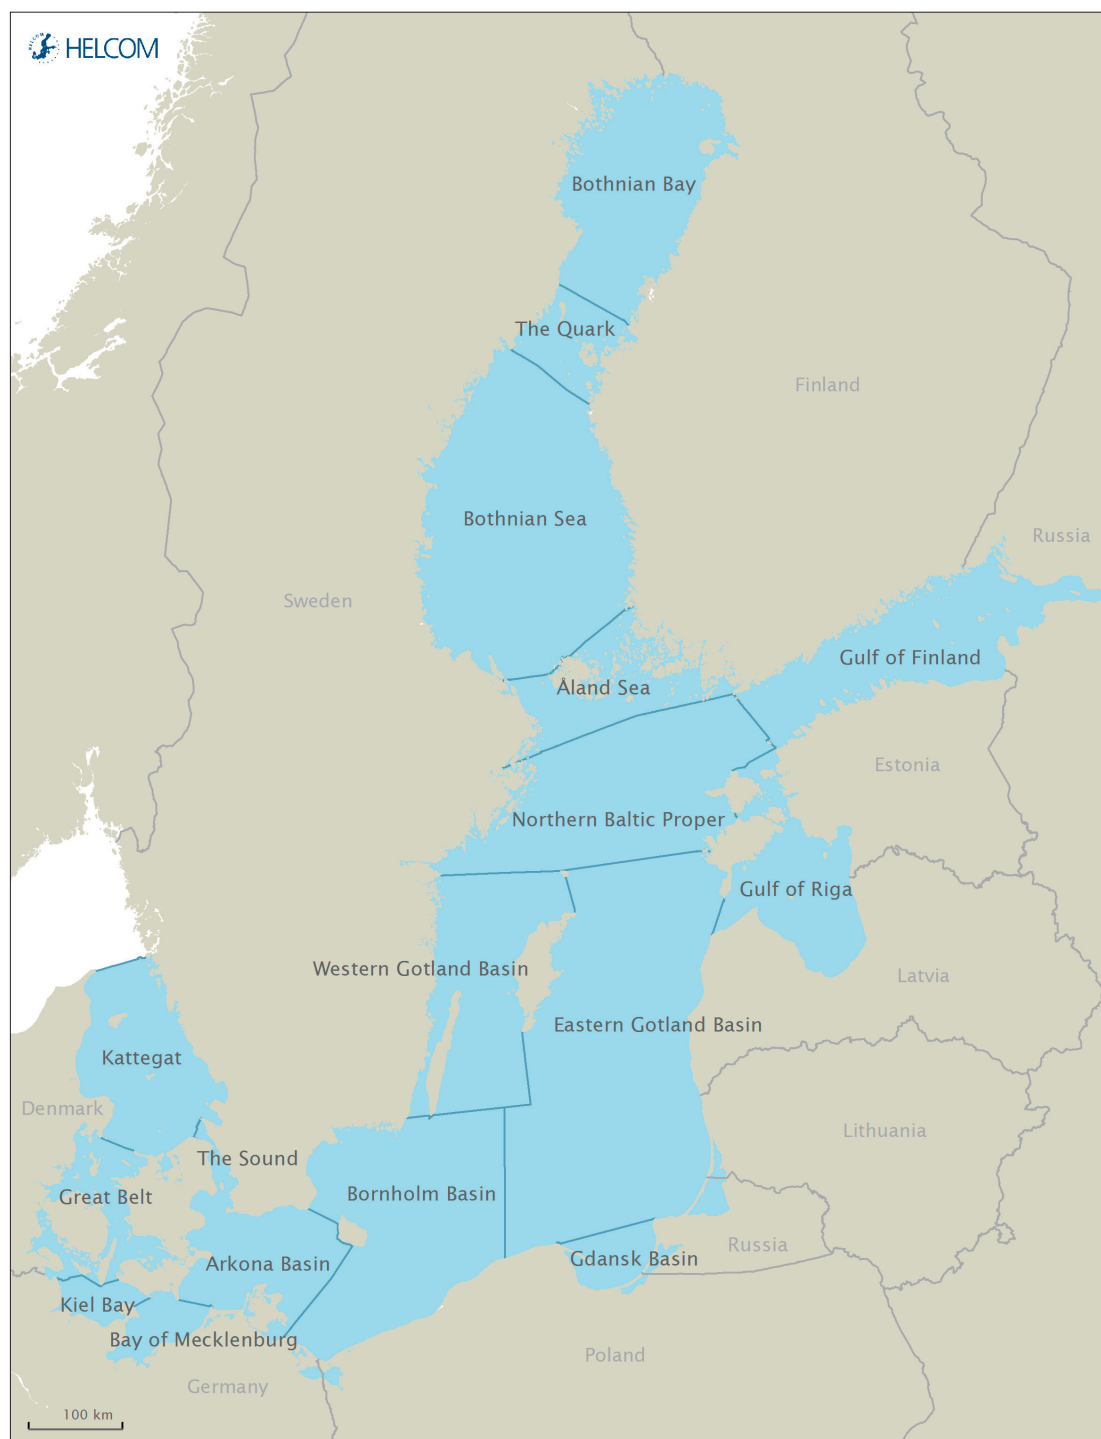 HELCOM
Bothnian Bay
The Quark
Finland
Bothnian Sea
Russia
Sweden
Gulf of Finland
Åland Sea
Estonia
Northern Baltic Proper
Gulf of Riga
Western Gotland Basin
Latvia
Eastern Gotland Basin
Kattegat
Denmark
Lithuania
The Sound
Great Belt
Bornholm Basin
Russia
Gdansk Basin
Arkona Basin
Kiel Bay
Bay of Mecklenburg
Poland
Germany
100 km